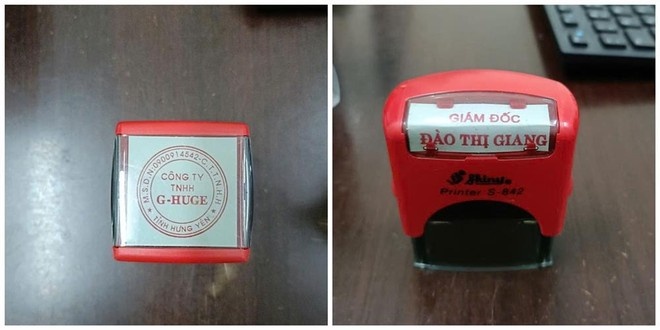 M.S.D.N:0900914542-C.T.T.N.H.H
CÔNG TY
TNHH
G-HUGE
★ TỈNH HƯNG YÊN ★
GIÁM ĐỐC
ĐÀO THỊ GIANG
Shiny
Printer S-842